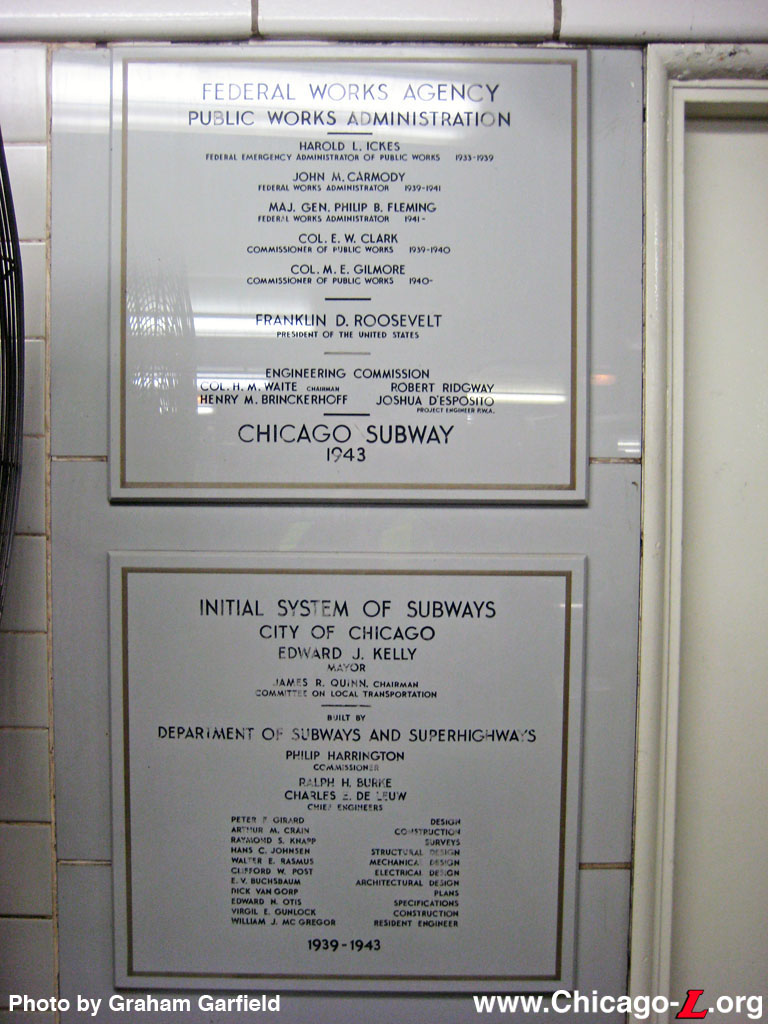 FEDERAL WORKS AGENCY
PUBLIC WORKS ADMINISTRATION
HAROLD L. ICKES
FEDERAL EMERGENCY ADMINISTRATOR OF PUBLIC WORKS 1933-1939
JOHN M. CARMODY
FEDERAL WORKS ADMINISTRATOR 1939-1941
MAJ. GEN. PHILIP B. FLEMING
FEDERAL WORKS ADMINISTRATOR 1941-
COL. E. W. CLARK
COMMISSIONER OF PUBLIC WORKS 1939-1940
COL. M. E. GILMORE
COMMISSIONER OF PUBLIC WORKS 1940-
FRANKLIN D. ROOSEVELT
PRESIDENT OF THE UNITED STATES
ENGINEERING COMMISSION
COL. H. M. WAITE CHAIRMAN ROBERT RIDGWAY
HENRY M. BRINCKERHOFF JOSHUA D'ESPOSITO
PROJECT ENGINEER P.W.A.
CHICAGO SUBWAY
1943
INITIAL SYSTEM OF SUBWAYS
CITY OF CHICAGO
EDWARD J. KELLY
MAYOR
JAMES R. QUINN, CHAIRMAN
COMMITTEE ON LOCAL TRANSPORTATION
BUILT BY
DEPARTMENT OF SUBWAYS AND SUPERHIGHWAYS
PHILIP HARRINGTON
COMMISSIONER
RALPH H. BURKE
CHARLES E. DE LEUW
CHIEF ENGINEERS
PETER F GIRARD DESIGN
ARTHUR M. CRAIN CONSTRUCTION
RAYMOND S. KNAPP SURVEYS
HANS C. JOHNSEN STRUCTURAL DESIGN
WALTER E. RASMUS MECHANICAL DESIGN
CLIFFORD W. POST ELECTRICAL DESIGN
E. V. BUCHSBAUM ARCHITECTURAL DESIGN
DICK VAN GORP PLANS
EDWARD N. OTIS SPECIFICATIONS
VIRGIL E. GUNLOCK CONSTRUCTION
WILLIAM J. MC GREGOR RESIDENT ENGINEER
1939-1943
Photo by Graham Garfield
www.Chicago-L.org